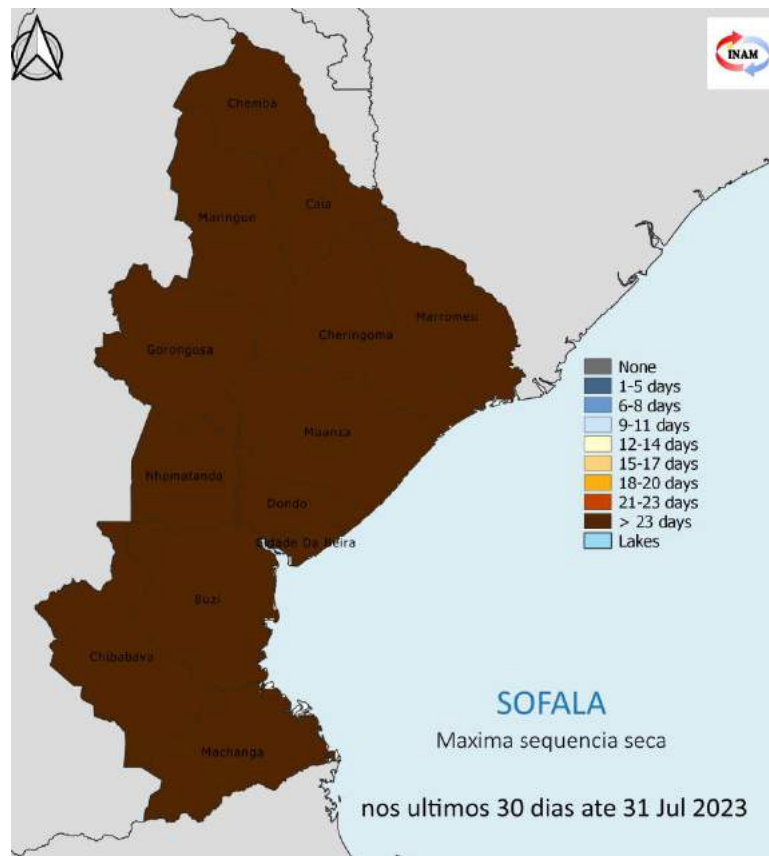 INAM
Chemba
Caia
Maringue
Marromeu
Cheringoma
Gorongosa
None
1-5 days
6-8 days
9-11 days
12-14 days
15-17 days
18-20 days
21-23 days
> 23 days
Lakes
Muanza
Nhamatanda
Dondo
Cidade Da Beira
Buzi
Chibabava
SOFALA
Maxima sequencia seca
Machanga
nos ultimos 30 dias ate 31 Jul 2023